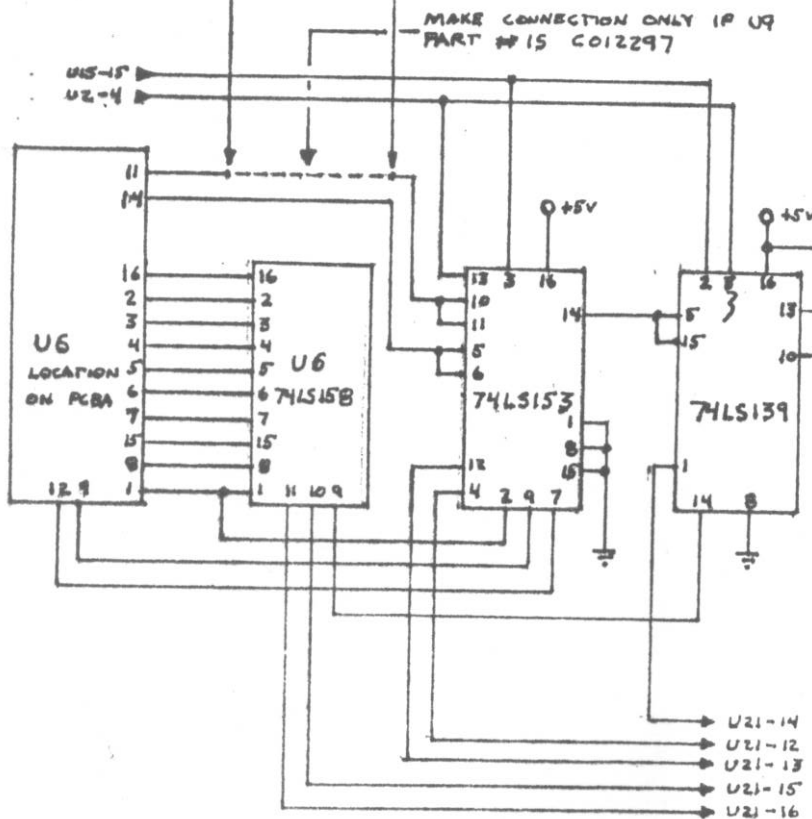 MAKE CONNECTION ONLY IF U9
PART # IS C012297
U15-15
U2-4
11
14
+5V
+5V
16
16
13
3
16
2
3
16
2
2
10
14
5
13
3
3
11
15
4
4
5
10
U6
5
5
U6
6
LOCATION
6
6
74LS158
74LS153
74LS139
ON PCBA
7
7
1
15
15
8
8
8
12
15
1
12
9
1
1
11
10
9
4
2
9
7
14
8
U21-14
U21-12
U21-13
U21-15
U21-16